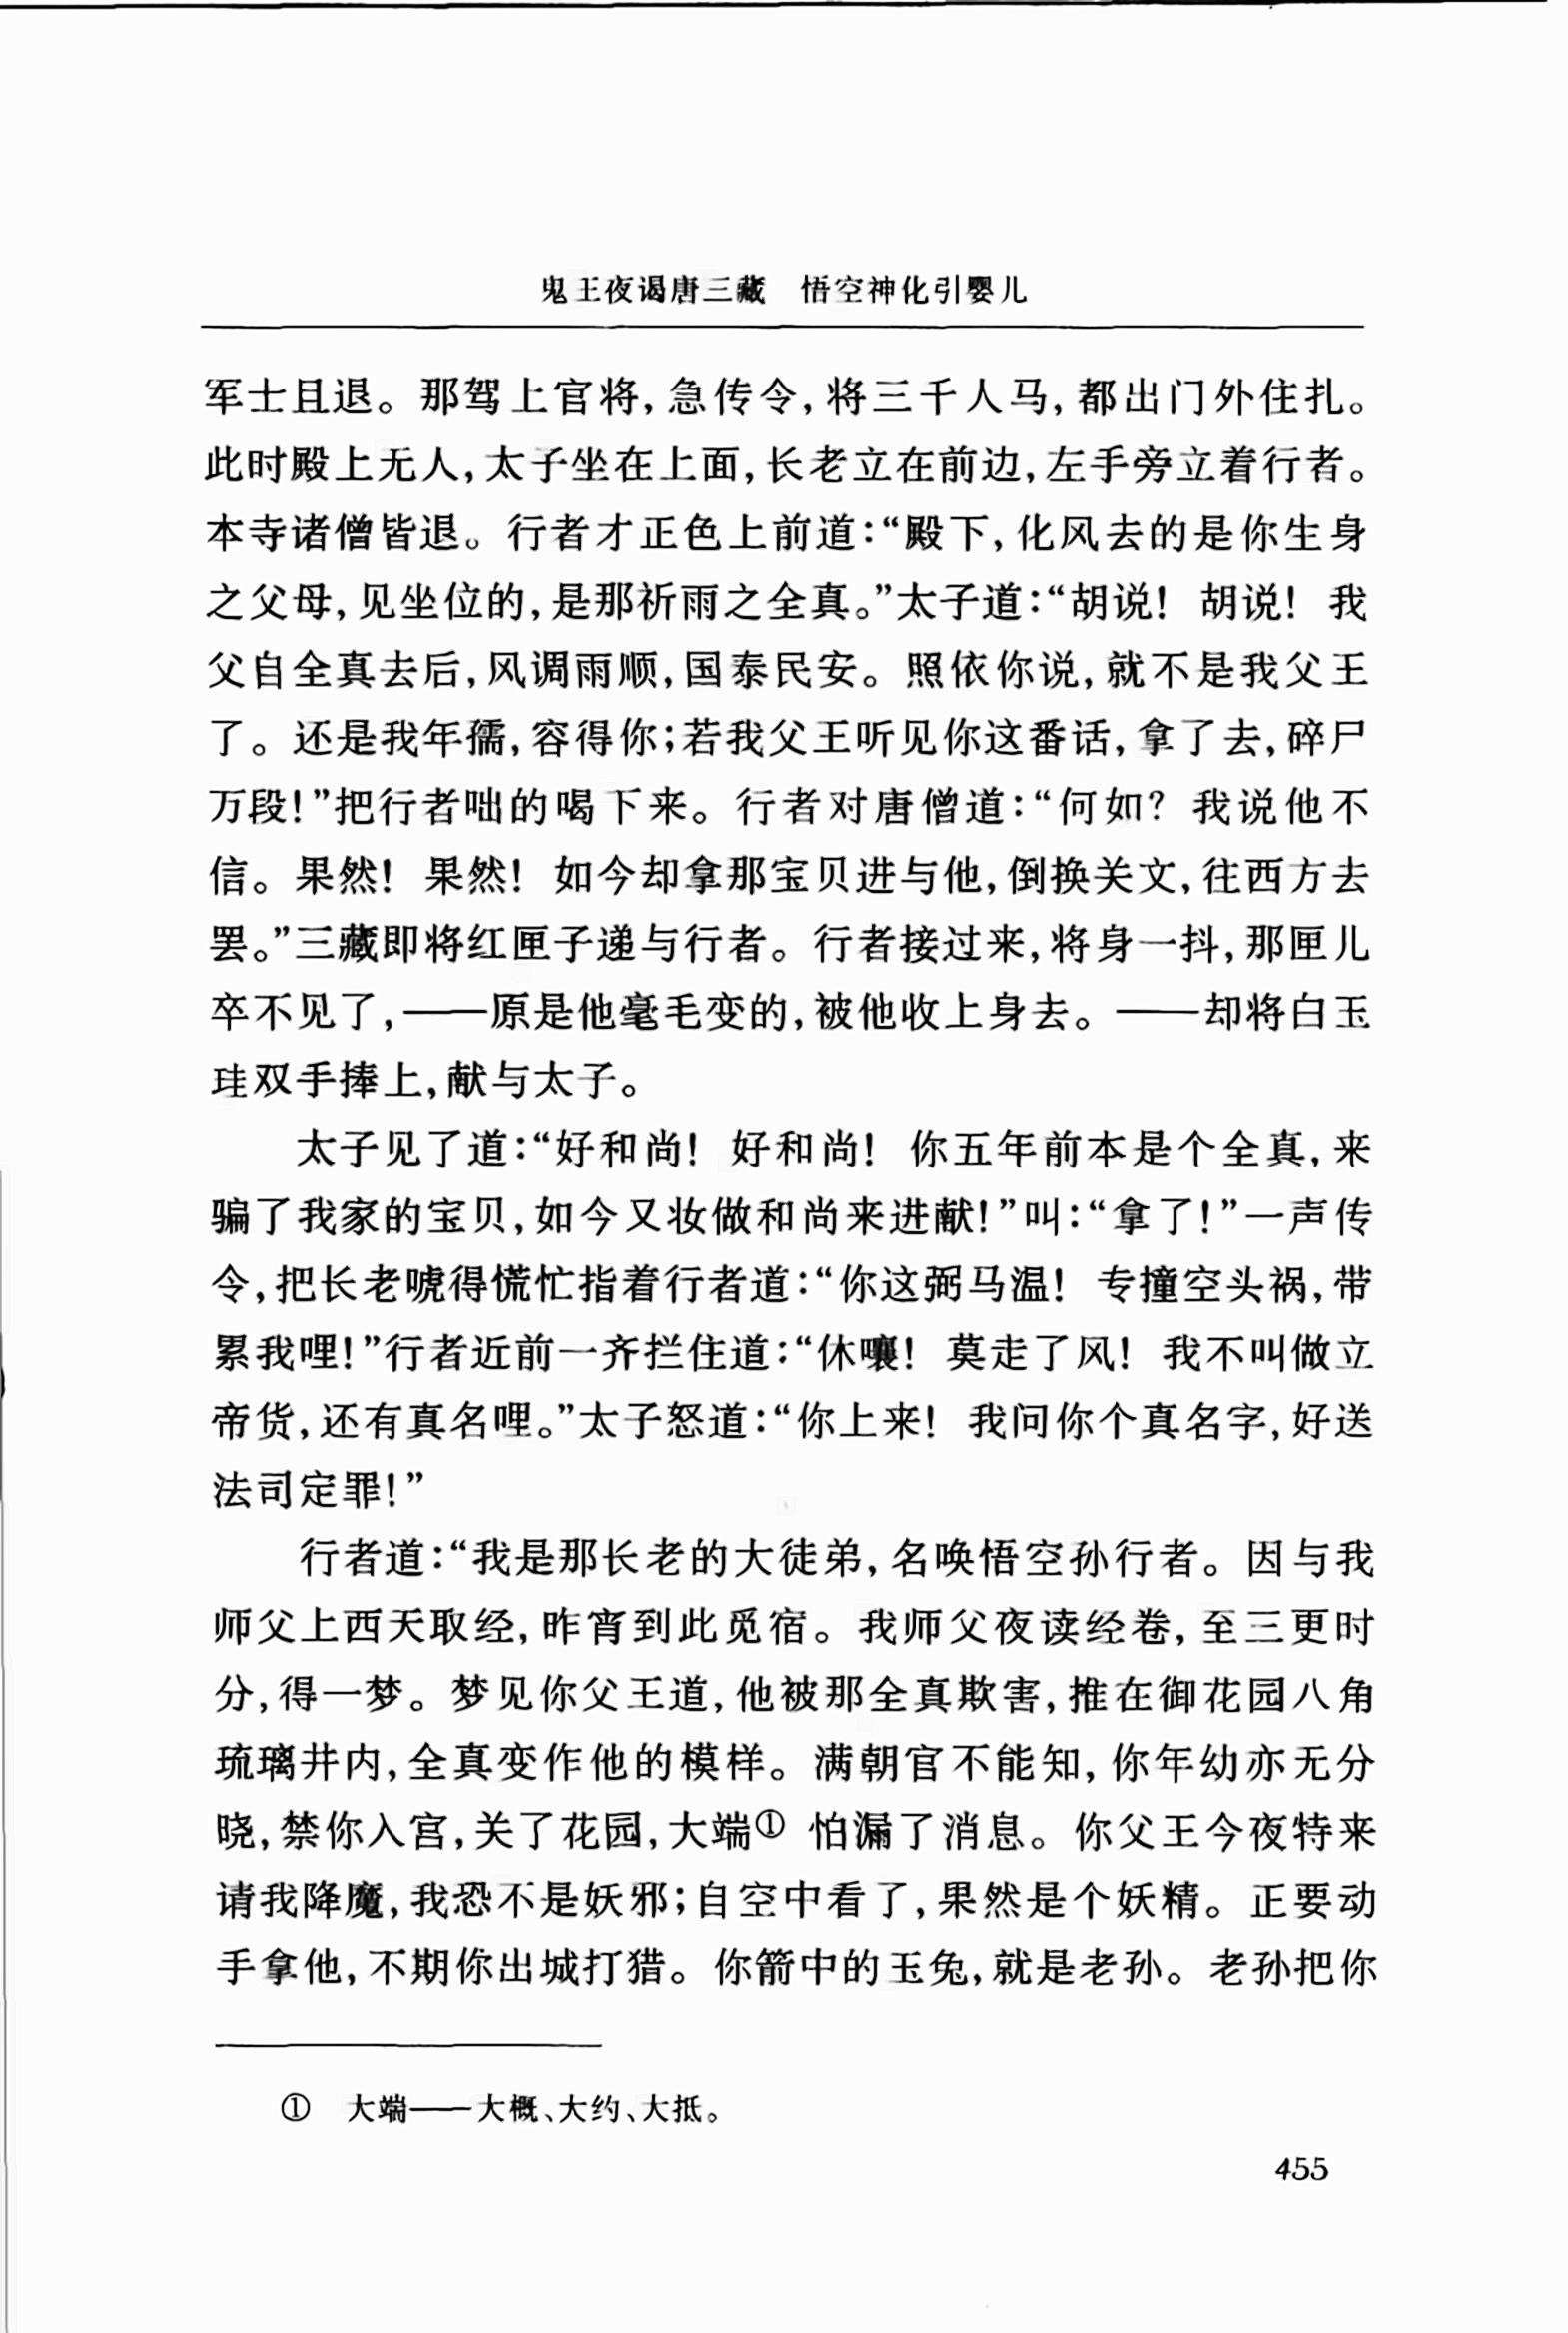 鬼王夜谒唐三藏　悟空神化引婴儿
军士且退。那驾上官将,急传令,将三千人马,都出门外住扎。
此时殿上无人,太子坐在上面,长老立在前边,左手旁立着行者。
本寺诸僧皆退。行者才正色上前道:“殿下,化风去的是你生身
之父母,见坐位的,是那祈雨之全真。”太子道:“胡说! 胡说! 我
父自全真去后,风调雨顺,国泰民安。照依你说,就不是我父王
了。还是我年孺,容得你;若我父王听见你这番话,拿了去,碎尸
万段!”把行者咄的喝下来。行者对唐僧道:“何如? 我说他不
信。果然! 果然! 如今却拿那宝贝进与他,倒换关文,往西方去
罢。”三藏即将红匣子递与行者。行者接过来,将身一抖,那匣儿
卒不见了,——原是他毫毛变的,被他收上身去。——却将白玉
珪双手捧上,献与太子。
太子见了道:“好和尚! 好和尚! 你五年前本是个全真,来
骗了我家的宝贝,如今又妆做和尚来进献!”叫:“拿了!”一声传
令,把长老唬得慌忙指着行者道:“你这弼马温! 专撞空头祸,带
累我哩!”行者近前一齐拦住道:“休嚷! 莫走了风! 我不叫做立
帝货,还有真名哩。”太子怒道:“你上来! 我问你个真名字,好送
法司定罪!”
行者道:“我是那长老的大徒弟,名唤悟空孙行者。因与我
师父上西天取经,昨宵到此觅宿。我师父夜读经卷,至三更时
分,得一梦。梦见你父王道,他被那全真欺害,推在御花园八角
琉璃井内,全真变作他的模样。满朝官不能知,你年幼亦无分
晓,禁你入宫,关了花园,大端① 怕漏了消息。你父王今夜特来
请我降魔,我恐不是妖邪;自空中看了,果然是个妖精。正要动
手拿他,不期你出城打猎。你箭中的玉兔,就是老孙。老孙把你
① 大端——大概、大约、大抵。
455